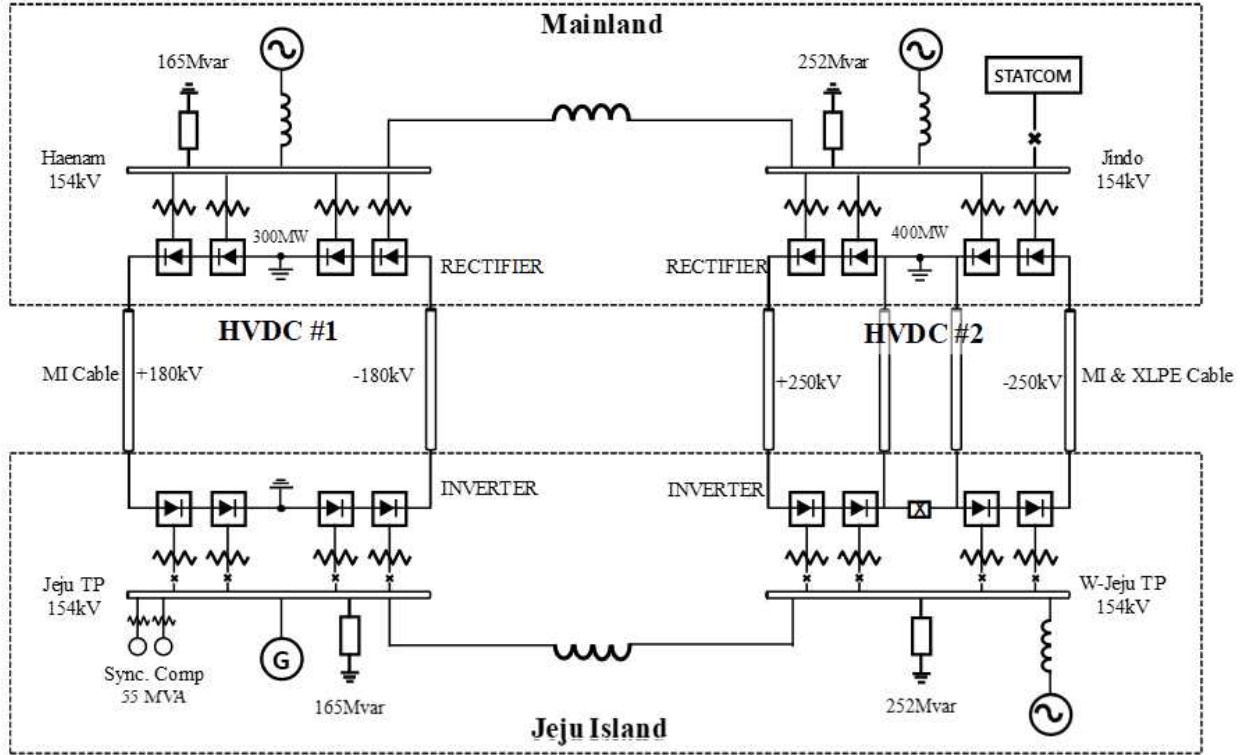 Mainland
165Mvar
252Mvar
STATCOM
Haenam
154kV
Jindo
154kV
300MW
400MW
RECTIFIER
RECTIFIER
HVDC #1
HVDC #2
MI Cable
+180kV
-180kV
+250kV
-250kV
MI & XLPE Cable
INVERTER
INVERTER
X
Jeju TP
154kV
W-Jeju TP
154kV
Sync. Comp
55 MVA
G
165Mvar
252Mvar
Jeju Island